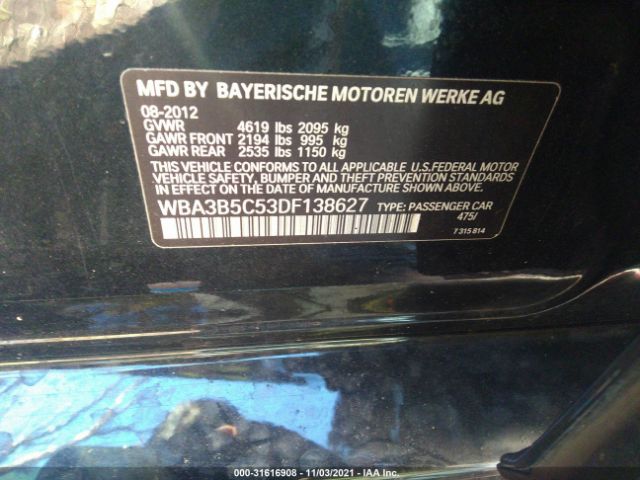 MFD BY BAYERISCHE MOTOREN WERKE AG
08-2012
GVWR 4619 lbs 2095 kg
GAWR FRONT 2194 lbs 995 kg
GAWR REAR 2535 lbs 1150 kg
THIS VEHICLE CONFORMS TO ALL APPLICABLE U.S.FEDERAL MOTOR
VEHICLE SAFETY, BUMPER AND THEFT PREVENTION STANDARDS
IN EFFECT ON THE DATE OF MANUFACTURE SHOWN ABOVE.
WBA3B5C53DF138627 TYPE: PASSENGER CAR
475/
7 315 814
000-31616908 - 11/03/2021 - IAA Inc.